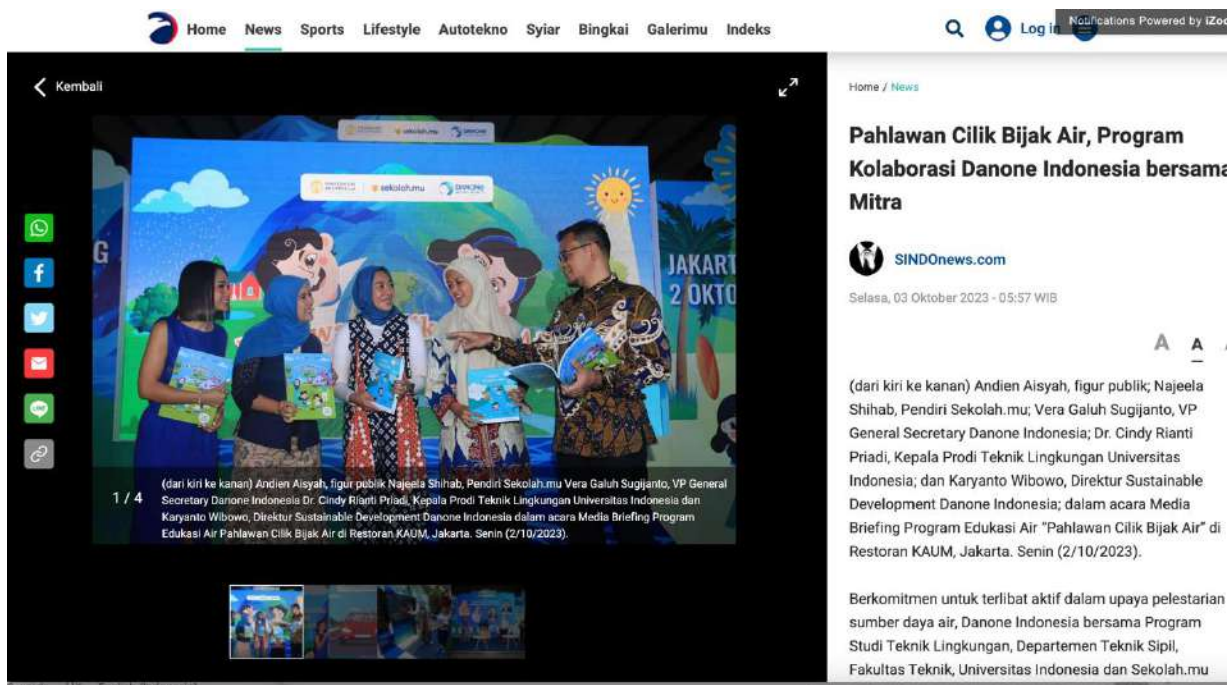 Home News Sports Lifestyle Autotekno Syiar Bingkai Galerimu Indeks
Log in
Notifications Powered by
Kembali
sekolah.mu DANONE
sekolah.mu DANONE
G
JAKART
2 OKTO
1 / 4
(dari kiri ke kanan) Andien Aisyah, figur publik Najeela Shihab, Pendiri Sekolah.mu Vera Galuh Sugijanto, VP General
Secretary Danone Indonesia Dr. Cindy Rianti Priadi, Kepala Prodi Teknik Lingkungan Universitas Indonesia dan
Karyanto Wibowo, Direktur Sustainable Development Danone Indonesia dalam acara Media Briefing Program
Edukasi Air Pahlawan Cilik Bijak Air di Restoran KAUM, Jakarta. Senin (2/10/2023).
Home / News
Pahlawan Cilik Bijak Air, Program
Kolaborasi Danone Indonesia bersama
Mitra
SINDOnews.com
Selasa, 03 Oktober 2023 - 05:57 WIB
A A
(dari kiri ke kanan) Andien Aisyah, figur publik; Najeela
Shihab, Pendiri Sekolah.mu; Vera Galuh Sugijanto, VP
General Secretary Danone Indonesia; Dr. Cindy Rianti
Priadi, Kepala Prodi Teknik Lingkungan Universitas
Indonesia; dan Karyanto Wibowo, Direktur Sustainable
Development Danone Indonesia; dalam acara Media
Briefing Program Edukasi Air “Pahlawan Cilik Bijak Air” di
Restoran KAUM, Jakarta. Senin (2/10/2023).
Berkomitmen untuk terlibat aktif dalam upaya pelestarian
sumber daya air, Danone Indonesia bersama Program
Studi Teknik Lingkungan, Departemen Teknik Sipil,
Fakultas Teknik, Universitas Indonesia dan Sekolah.mu